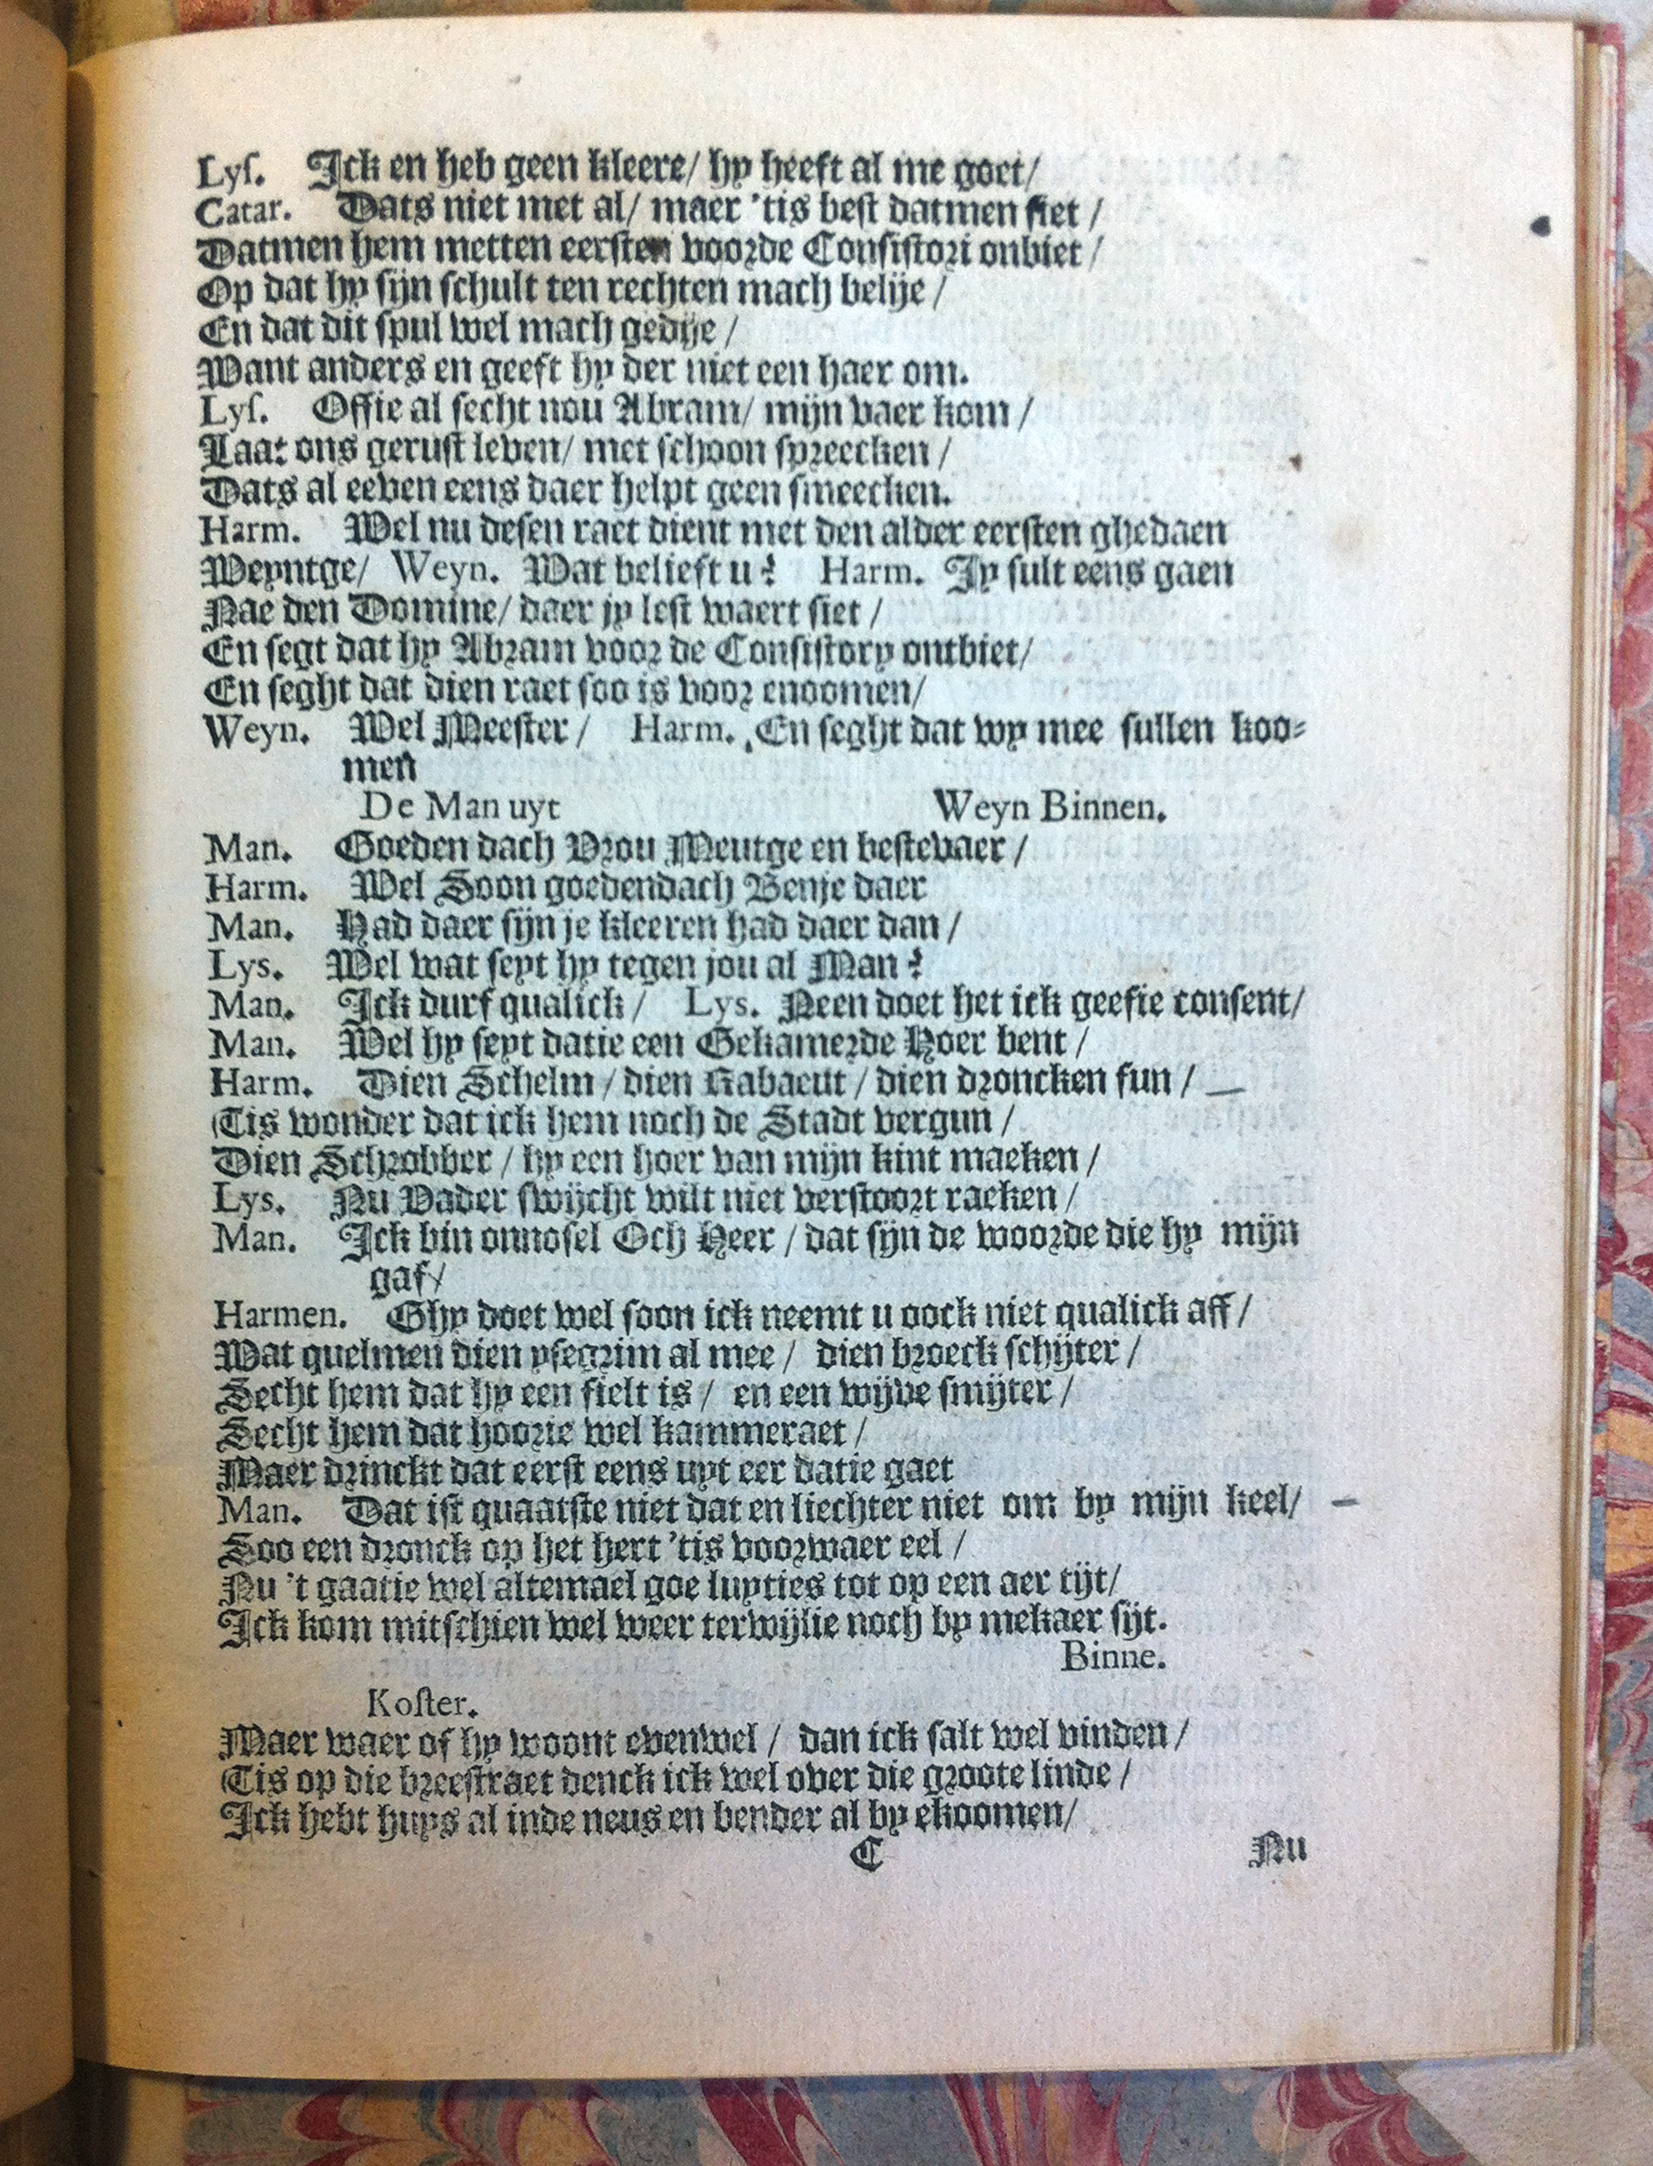 Lyſ. Ick en heb geen kleere/ hy heeft al me goet/
Catar. Dats niet met al/ maer 'tis best datmen siet /
Datmen hem metten eersten voorde Consistori onbiet /
Op dat hy sijn schult ten rechten mach belije /
En dat dit spul wel mach gedije /
Want anders en geeft hy der niet een haer om.
Lyſ. Offie al secht nou Abram/ mijn vaer kom /
Laat ons gerust leven/ met schoon spreecken /
Dats al eeven eens daer helpt geen smeecken.
Harm. Wel nu desen raet dient met den alder eersten ghedaen
Weyntge/ Weyn. Wat belieft u? Harm. Jy sult eens gaen
Nae den Domine/ daer jy lest waert siet /
En segt dat hy Abram voor de Consistory ontbiet/
En seght dat dien raet soo is voor enoomen/
Weyn. Wel Meester / Harm. En seght dat wy mee sullen koo-
men
De Man uyt Weyn Binnen.
Man. Goeden dach Vrou Meutge en bestevaer /
Harm. Wel Soon goedendach Benje daer
Man. Had daer sijn je kleeren had daer dan /
Lys. Wel wat seyt hy tegen jou al Man?
Man. Ick durf qualick / Lys. Neen doet het ick geefie consent/
Man. Wel hy seyt datie een Gekamerde Hoer bent /
Harm. Dien Schelm / dien Rabaeut / dien droncken fun /
Tis wonder dat ick hem noch de Stadt vergun /
Dien Schrobber / hy een hoer van mijn kint maeken /
Lys. Nu Vader swijcht wilt niet verstoort raeken /
Man. Ick bin onnosel Och Heer / dat sijn de woorde die hy mijn
gaf/
Harmen. Ghy doet wel soon ick neemt u oock niet qualick aff /
Wat quelmen dien ysegrim al mee / dien broeck schijter /
Secht hem dat hy een fielt is / en een wijve smijter /
Secht hem dat hoorie wel kammeraet /
Maer drinckt dat eerst eens uyt eer datie gaet
Man. Dat ist quaatste niet dat en liechter niet om by mijn keel/
Soo een dronck op het hert 'tis voorwaer eel /
Nu 't gaatie wel altemael goe luyties tot op een aer tijt/
Ick kom mitschien wel weer terwijlie noch by mekaer sijt.
Binne.
Koſter.
Maer waer of hy woont evenwel / dan ick salt wel vinden /
Tis op die breestraet denck ick wel over die groote linde /
Ick hebt huys al inde neus en bender al by ekoomen/
C Nu